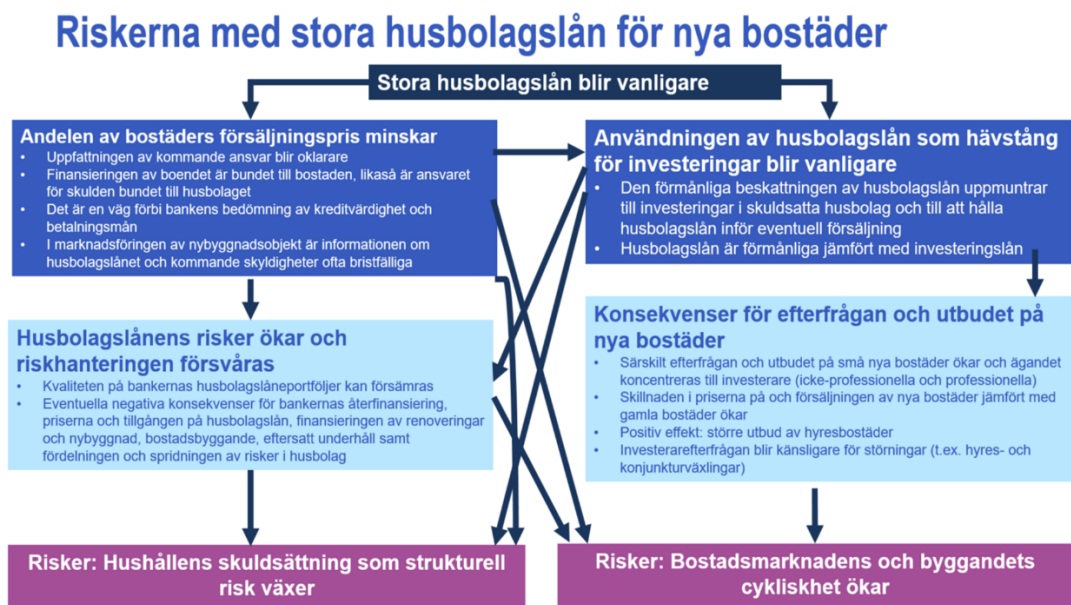 Riskerna med stora husbolagslån för nya bostäder
Stora husbolagslån blir vanligare
Andelen av bostäders försäljningspris minskar
• Uppfattningen av kommande ansvar blir oklarare
• Finansieringen av boendet är bundet till bostaden, likaså är ansvaret
för skulden bundet till husbolaget
• Det är en väg förbi bankens bedömning av kreditvärdighet och
betalningsmån
• I marknadsföringen av nybyggnadsobjekt är informationen om
husbolagslånet och kommande skyldigheter ofta bristfälliga
Användningen av husbolagslån som hävstång
för investeringar blir vanligare
• Den förmånliga beskattningen av husbolagslån uppmuntrar
till investeringar i skuldsatta husbolag och till att hålla
husbolagslån inför eventuell försäljning
• Husbolagslån är förmånliga jämfört med investeringslån
Husbolagslånens risker ökar och
riskhanteringen försvåras
• Kvaliteten på bankernas husbolagslåneportföljer kan försämras
• Eventuella negativa konsekvenser för bankernas återfinansiering,
priserna och tillgången på husbolagslån, finansieringen av renoveringar
och nybyggnad, bostadsbyggande, eftersatt underhåll samt
fördelningen och spridningen av risker i husbolag
Konsekvenser för efterfrågan och utbudet på
nya bostäder
• Särskilt efterfrågan och utbudet på små nya bostäder ökar och ägandet
koncentreras till investerare (icke-professionella och professionella)
• Skillnaden i priserna på och försäljningen av nya bostäder jämfört med
gamla bostäder ökar
• Positiv effekt: större utbud av hyresbostäder
• Investerarefterfrågan blir känsligare för störningar (t.ex. hyres- och
konjunkturväxlingar)
Risker: Hushållens skuldsättning som strukturell
risk växer
Risker: Bostadsmarknadens och byggandets
cykliskhet ökar